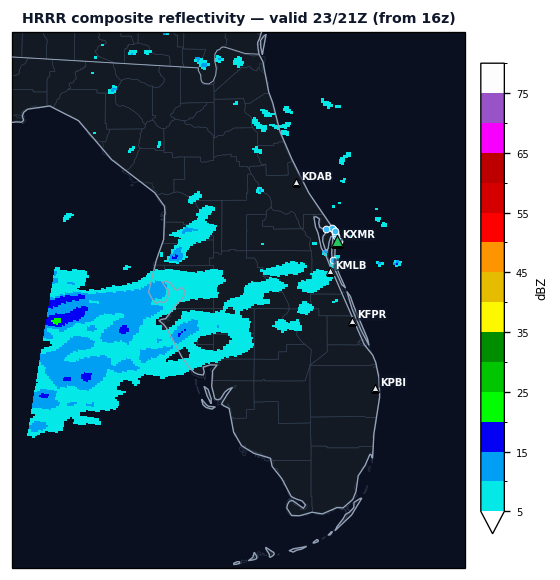 HRRR composite reflectivity — valid 23/21Z (from 16z)
KDAB
KXMR
KMLB
KFPR
KPBI
75
65
55
45
35
25
15
5
dBZ